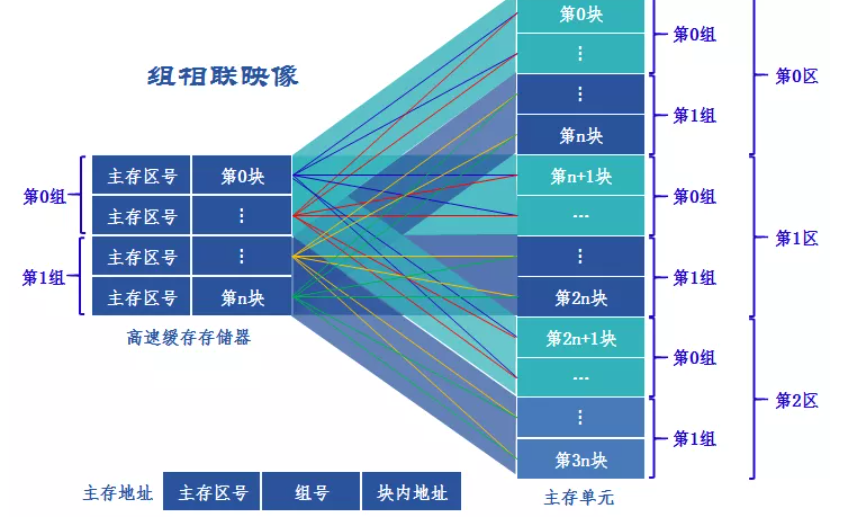 组相联映像
第0组
第1组
主存区号 第0块
主存区号 ⋮
主存区号 ⋮
主存区号 第n块
高速缓存存储器
第0块
⋮
⋮
第n块
第n+1块
...
⋮
第2n块
第2n+1块
...
⋮
第3n块
主存单元
第0组
第1组
第0组
第1组
第0组
第1组
第0区
第1区
第2区
主存地址 主存区号 组号 块内地址